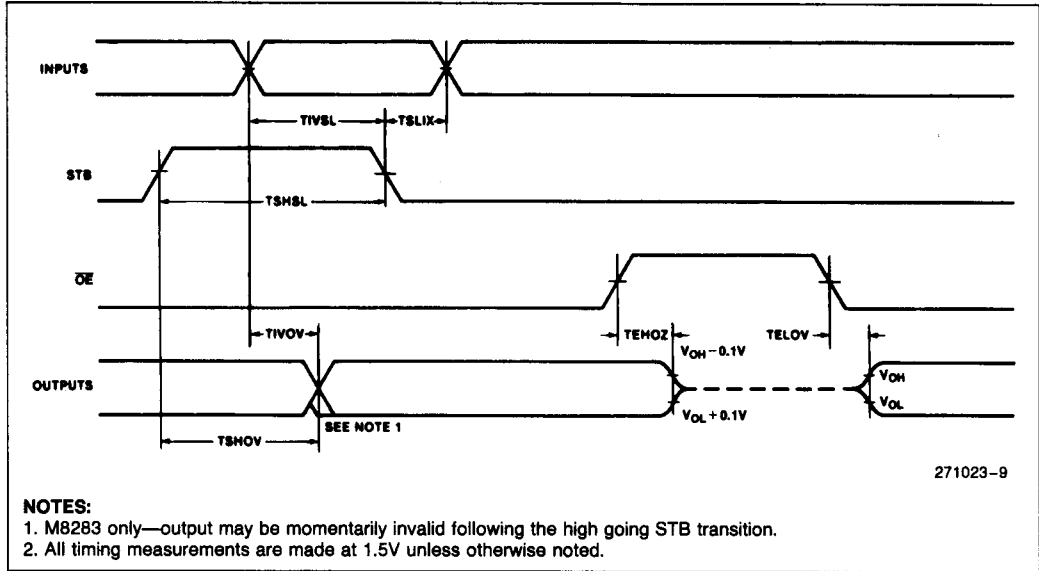 INPUTS
TIVSL
TSLIX
STB
TSHSL
OE
TIVOV
TEHOZ
TELOV
VOH−0.1V
OUTPUTS
VOH
VOL
VOL+0.1V
SEE NOTE 1
TSHOV
271023–9
NOTES:
1. M8283 only—output may be momentarily invalid following the high going STB transition.
2. All timing measurements are made at 1.5V unless otherwise noted.